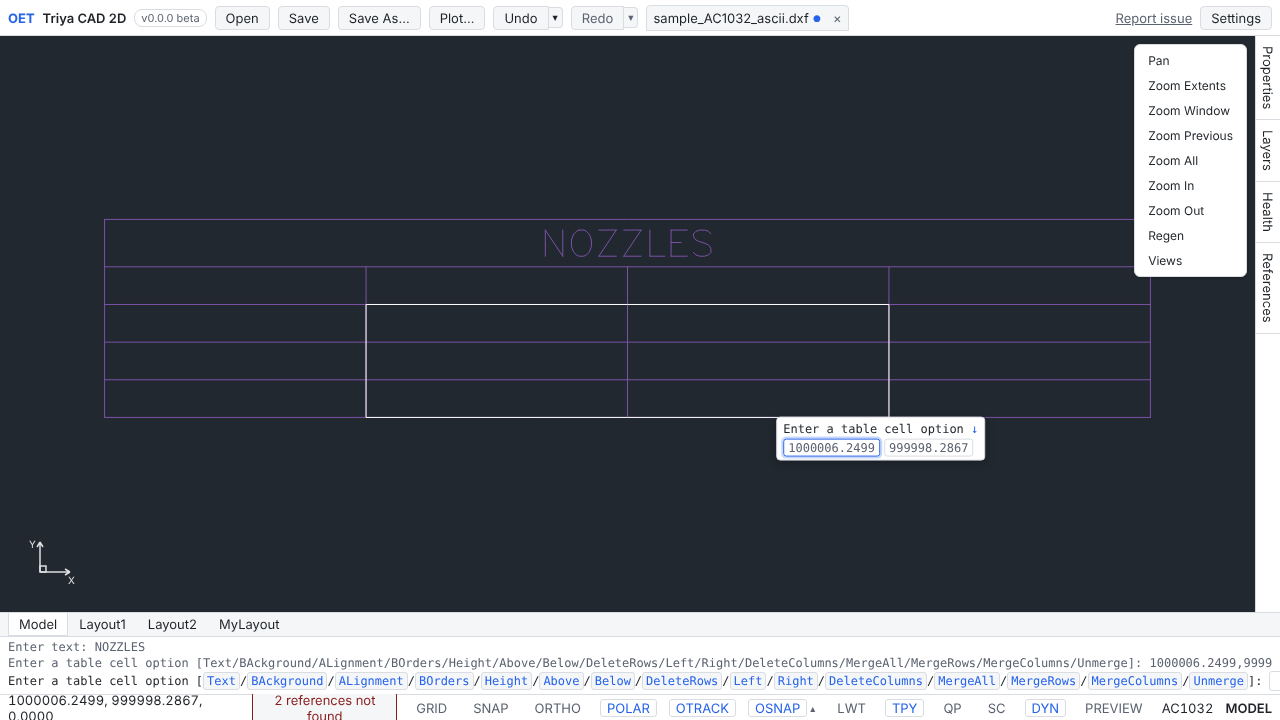 OET Triya CAD 2D v0.0.0 beta Open Save Save As... Plot... Undo ▾ Redo ▾ sample_AC1032_ascii.dxf ● × Report issue Settings
Pan
Zoom Extents
Zoom Window
Zoom Previous
Zoom All
Zoom In
Zoom Out
Regen
Views
Properties
Layers
Health
References
NOZZLES
Enter a table cell option ↓
1000006.2499 999998.2867
Y
X
Model Layout1 Layout2 MyLayout
Enter text: NOZZLES
Enter a table cell option [Text/BAckground/ALignment/BOrders/Height/Above/Below/DeleteRows/Left/Right/DeleteColumns/MergeAll/MergeRows/MergeColumns/Unmerge]: 1000006.2499,9999
Enter a table cell option [Text/BAckground/ALignment/BOrders/Height/Above/Below/DeleteRows/Left/Right/DeleteColumns/MergeAll/MergeRows/MergeColumns/Unmerge]:
1000006.2499, 999998.2867,
0.0000
2 references not
found
GRID SNAP ORTHO POLAR OTRACK OSNAP ▴ LWT TPY QP SC DYN PREVIEW AC1032 MODEL